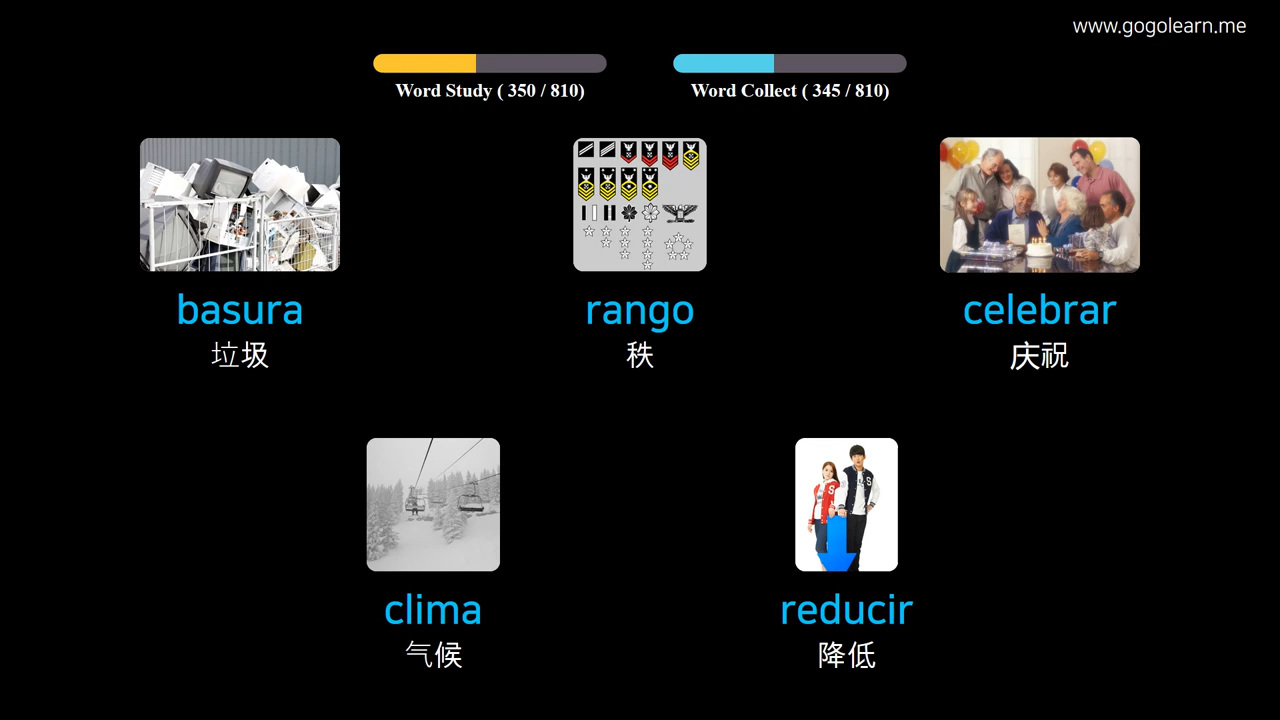 www.gogolearn.me
Word Study ( 350 / 810)
Word Collect ( 345 / 810)
basura
垃圾
rango
秩
celebrar
庆祝
clima
气候
reducir
降低